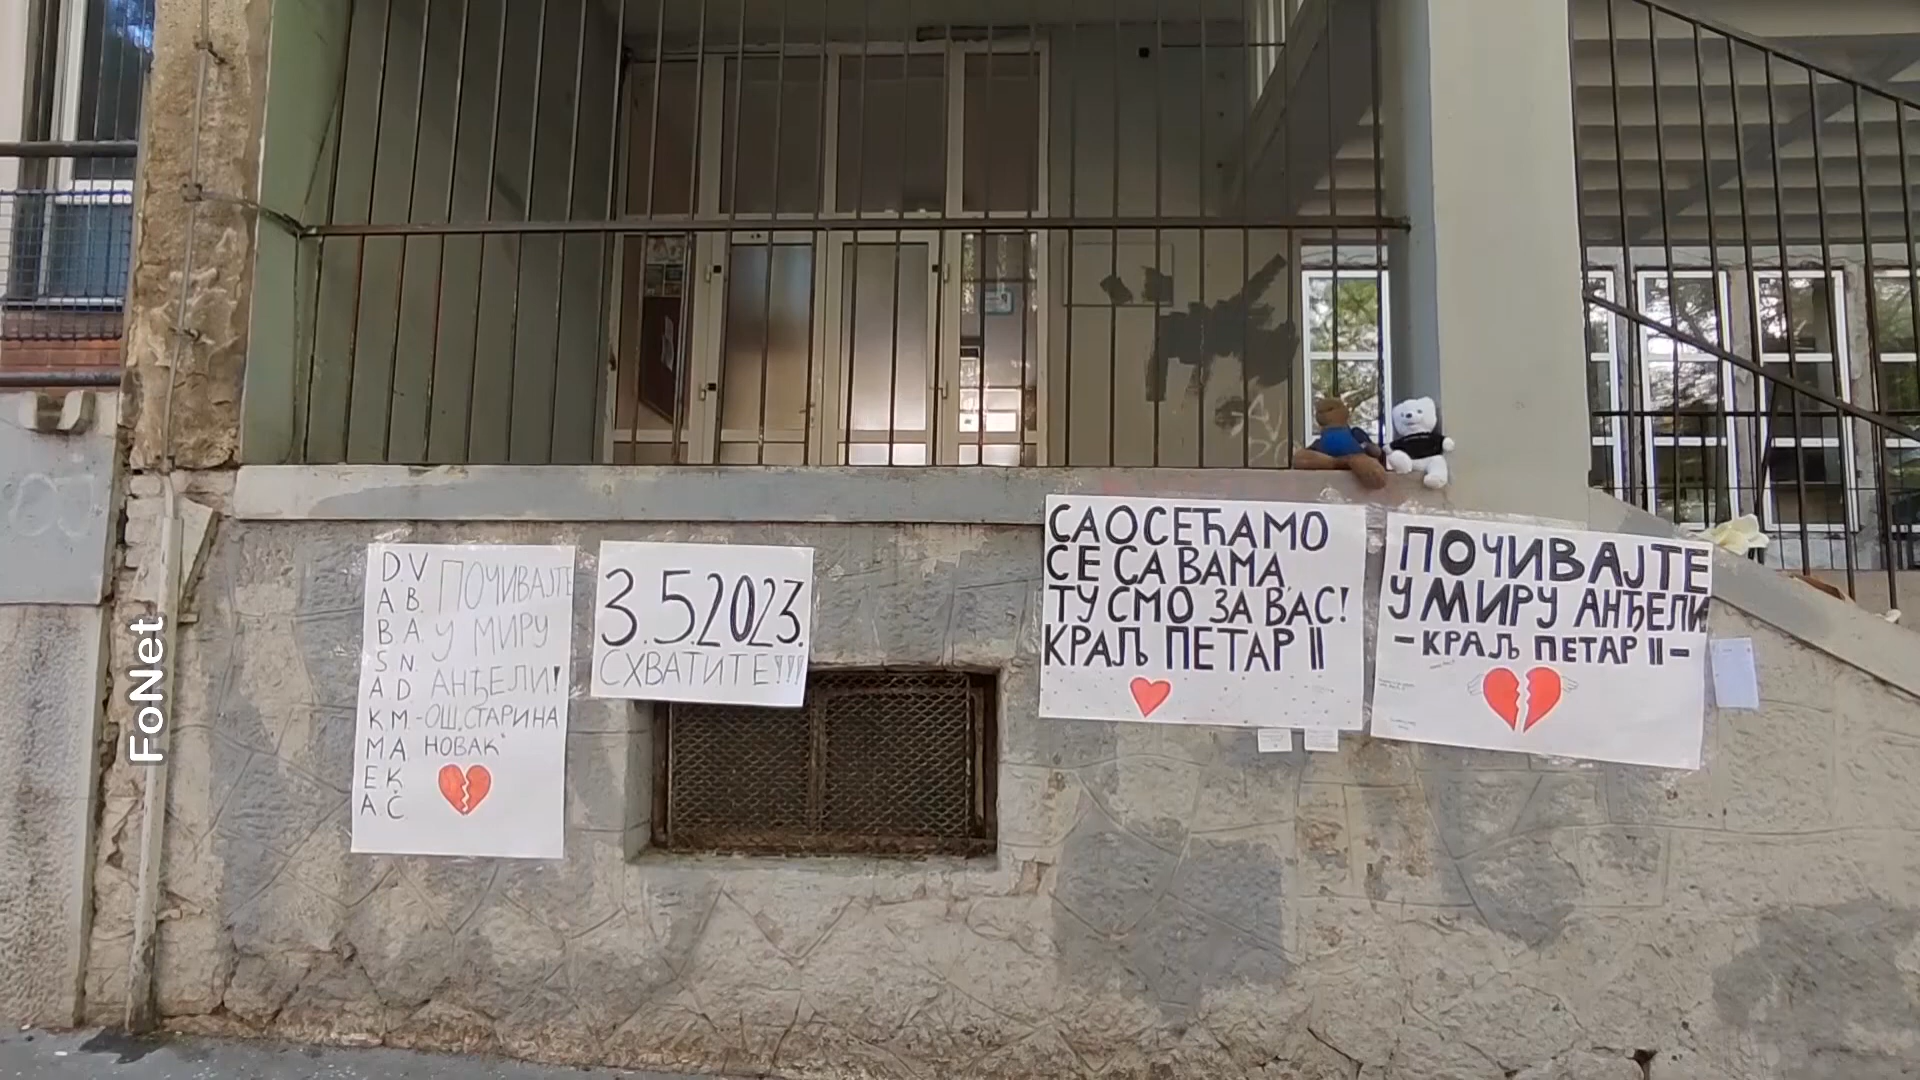 D. V
A B.
B A.
S N.
A D
K M.
M A.
E K.
A Č
ПОЧИВАЈТЕ
У МИРУ
АНЂЕЛИ!
-ОШ„СТАРИНА
НОВАК“
3.5.2023.
СХВАТИТЕ!!!
САОСЕЋАМО
СЕ СА ВАМА,
ТУ СМО ЗА ВАС!
КРАЉ ПЕТАР II
ПОЧИВАЈТЕ
У МИРУ АНЂЕЛИ
- КРАЉ ПЕТАР II -
FoNet